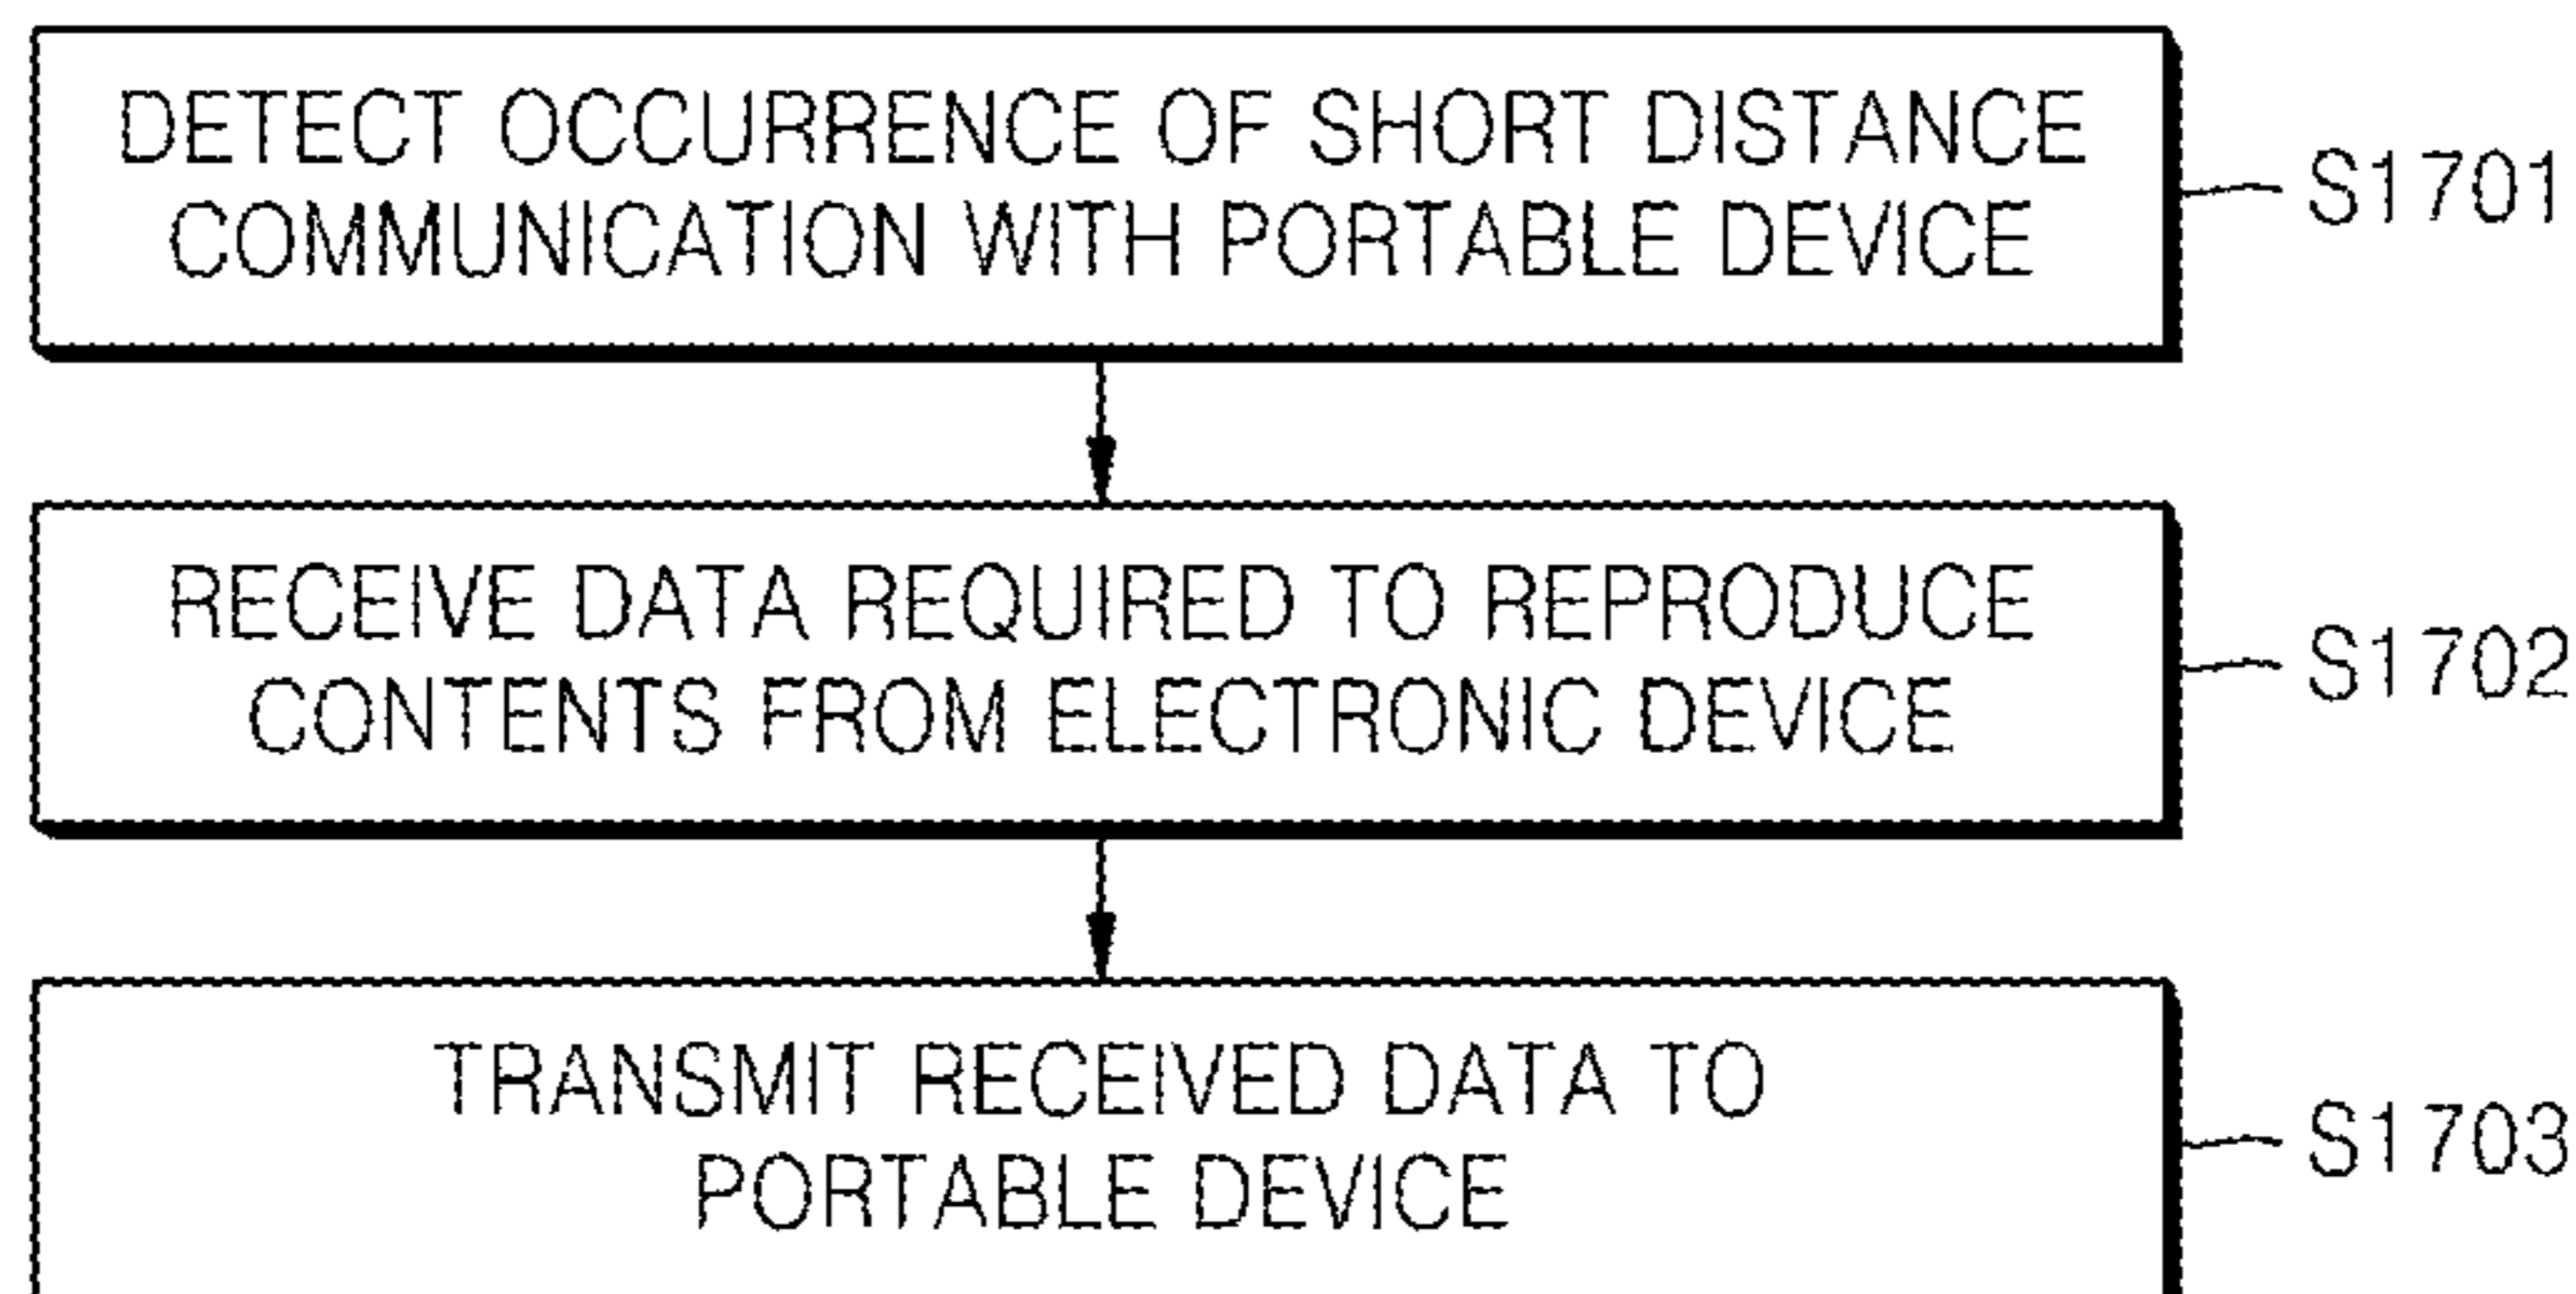 DETECT OCCURRENCE OF SHORT DISTANCE
COMMUNICATION WITH PORTABLE DEVICE
S1701
RECEIVE DATA REQUIRED TO REPRODUCE
CONTENTS FROM ELECTRONIC DEVICE
S1702
TRANSMIT RECEIVED DATA TO
PORTABLE DEVICE
S1703